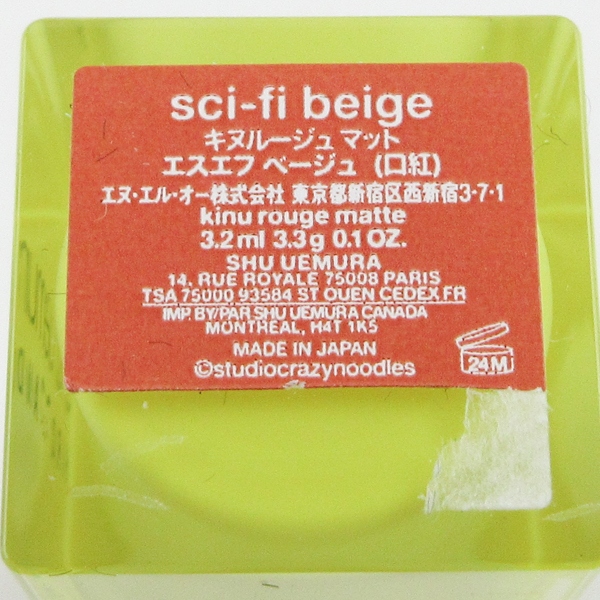 sci-fi beige
キヌルージュ マット
エスエフ ベージュ (口紅)
エヌ・エル・オー株式会社 東京都新宿区西新宿3-7-1
kinu rouge matte
3.2 ml 3.3 g 0.1 OZ.
SHU UEMURA
14, RUE ROYALE 75008 PARIS
TSA 75000 93584 ST OUEN CEDEX FR
IMP. BY/PAR SHU UEMURA CANADA
MONTREAL, H4T 1K5
MADE IN JAPAN
24M
©studiocrazynoodles